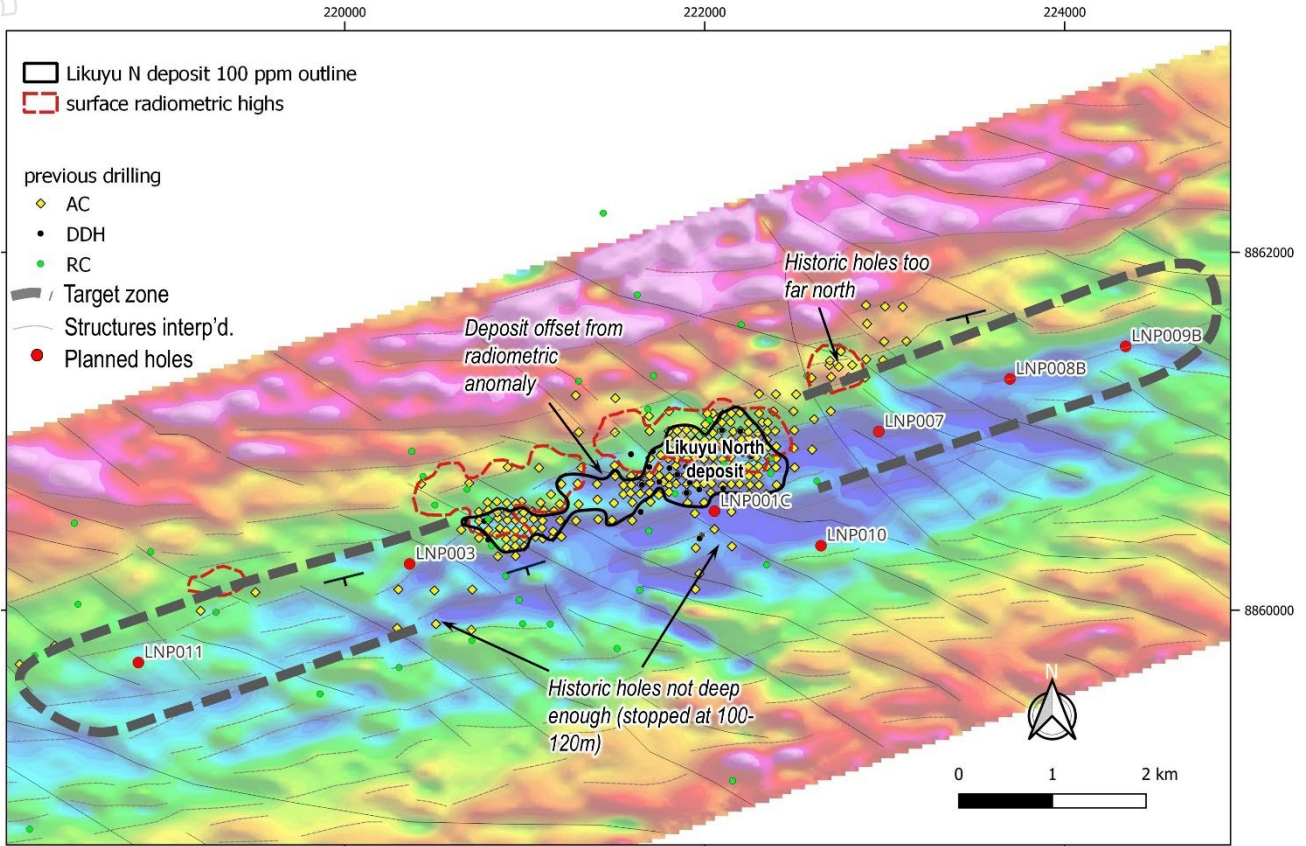 220000
222000
224000
Likuyu N deposit 100 ppm outline
surface radiometric highs
previous drilling
AC
DDH
RC
Target zone
Structures interp'd.
Planned holes
8862000
8860000
Historic holes too
far north
Deposit offset from
radiometric
anomaly
LNP009B
LNP008B
LNP007
Likuyu North
deposit
LNP001C
LNP010
LNP003
LNP011
Historic holes not deep
enough (stopped at 100-
120m)
N
0 1 2 km